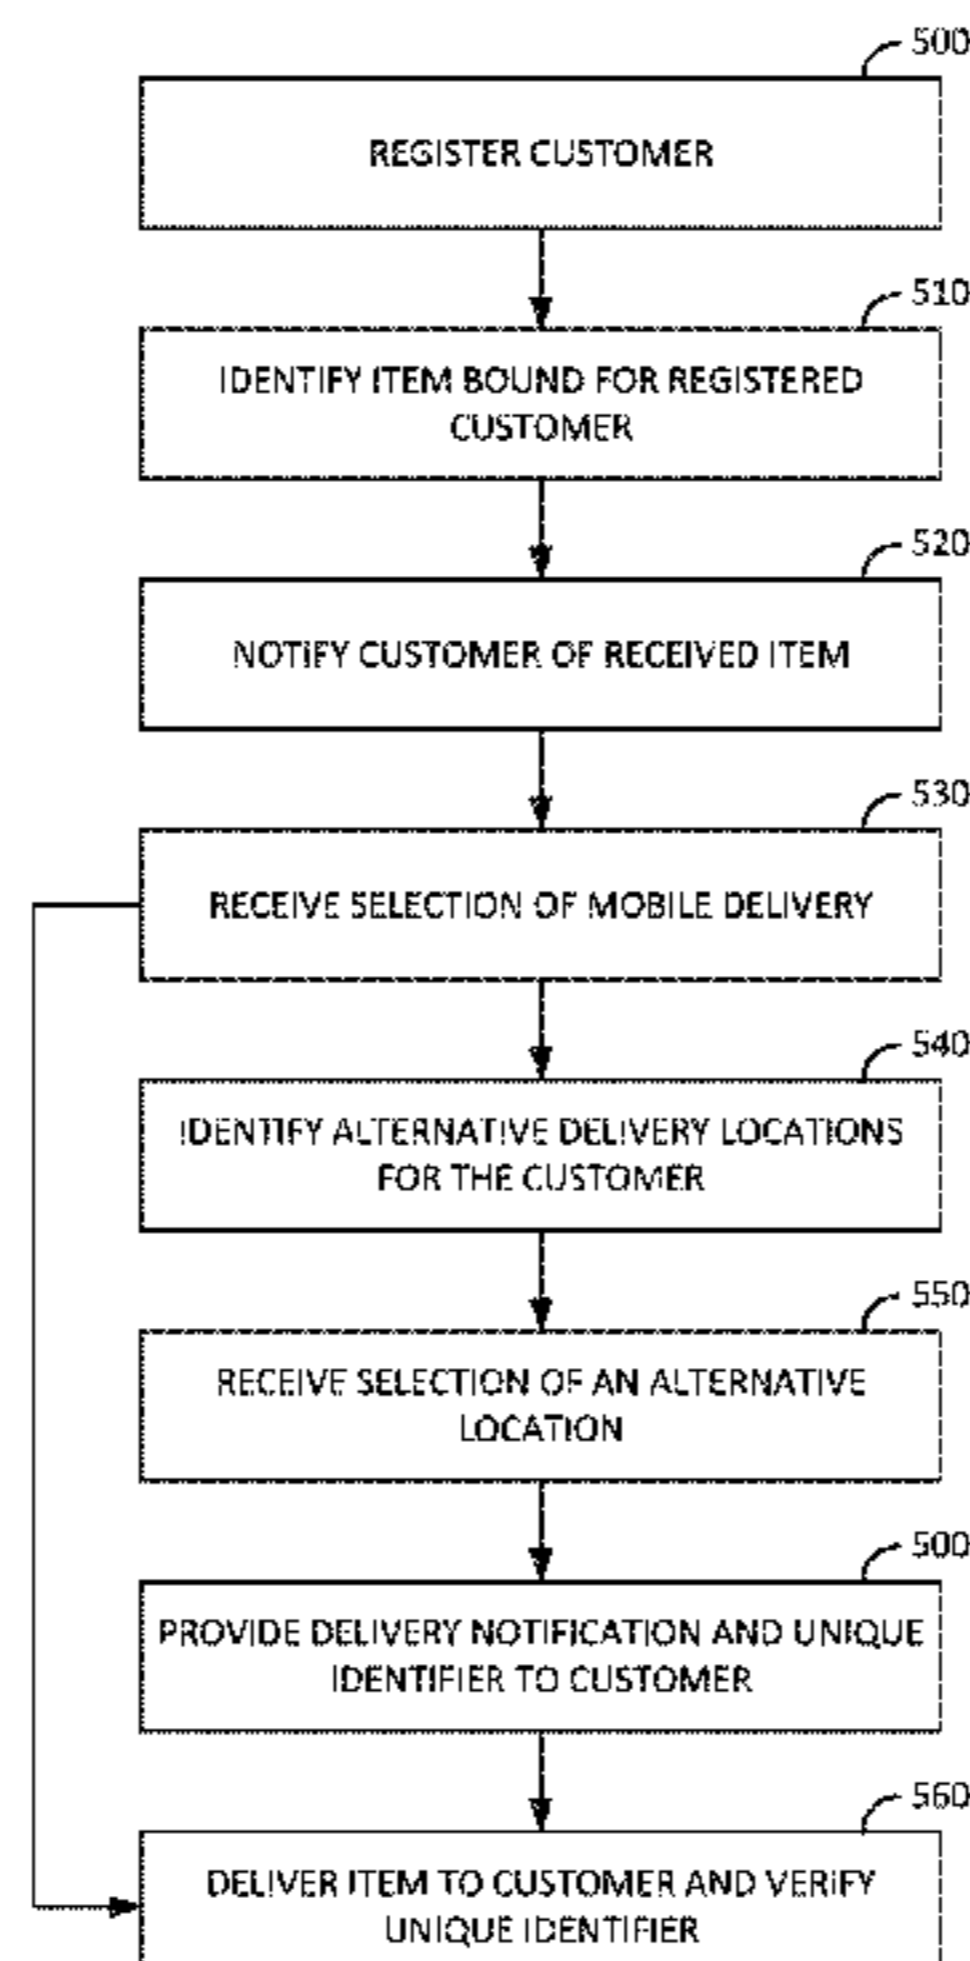 500
REGISTER CUSTOMER
510
IDENTIFY ITEM BOUND FOR REGISTERED
CUSTOMER
520
NOTIFY CUSTOMER OF RECEIVED ITEM
530
RECEIVE SELECTION OF MOBILE DELIVERY
540
IDENTIFY ALTERNATIVE DELIVERY LOCATIONS
FOR THE CUSTOMER
550
RECEIVE SELECTION OF AN ALTERNATIVE
LOCATION
500
PROVIDE DELIVERY NOTIFICATION AND UNIQUE
IDENTIFIER TO CUSTOMER
560
DELIVER ITEM TO CUSTOMER AND VERIFY
UNIQUE IDENTIFIER